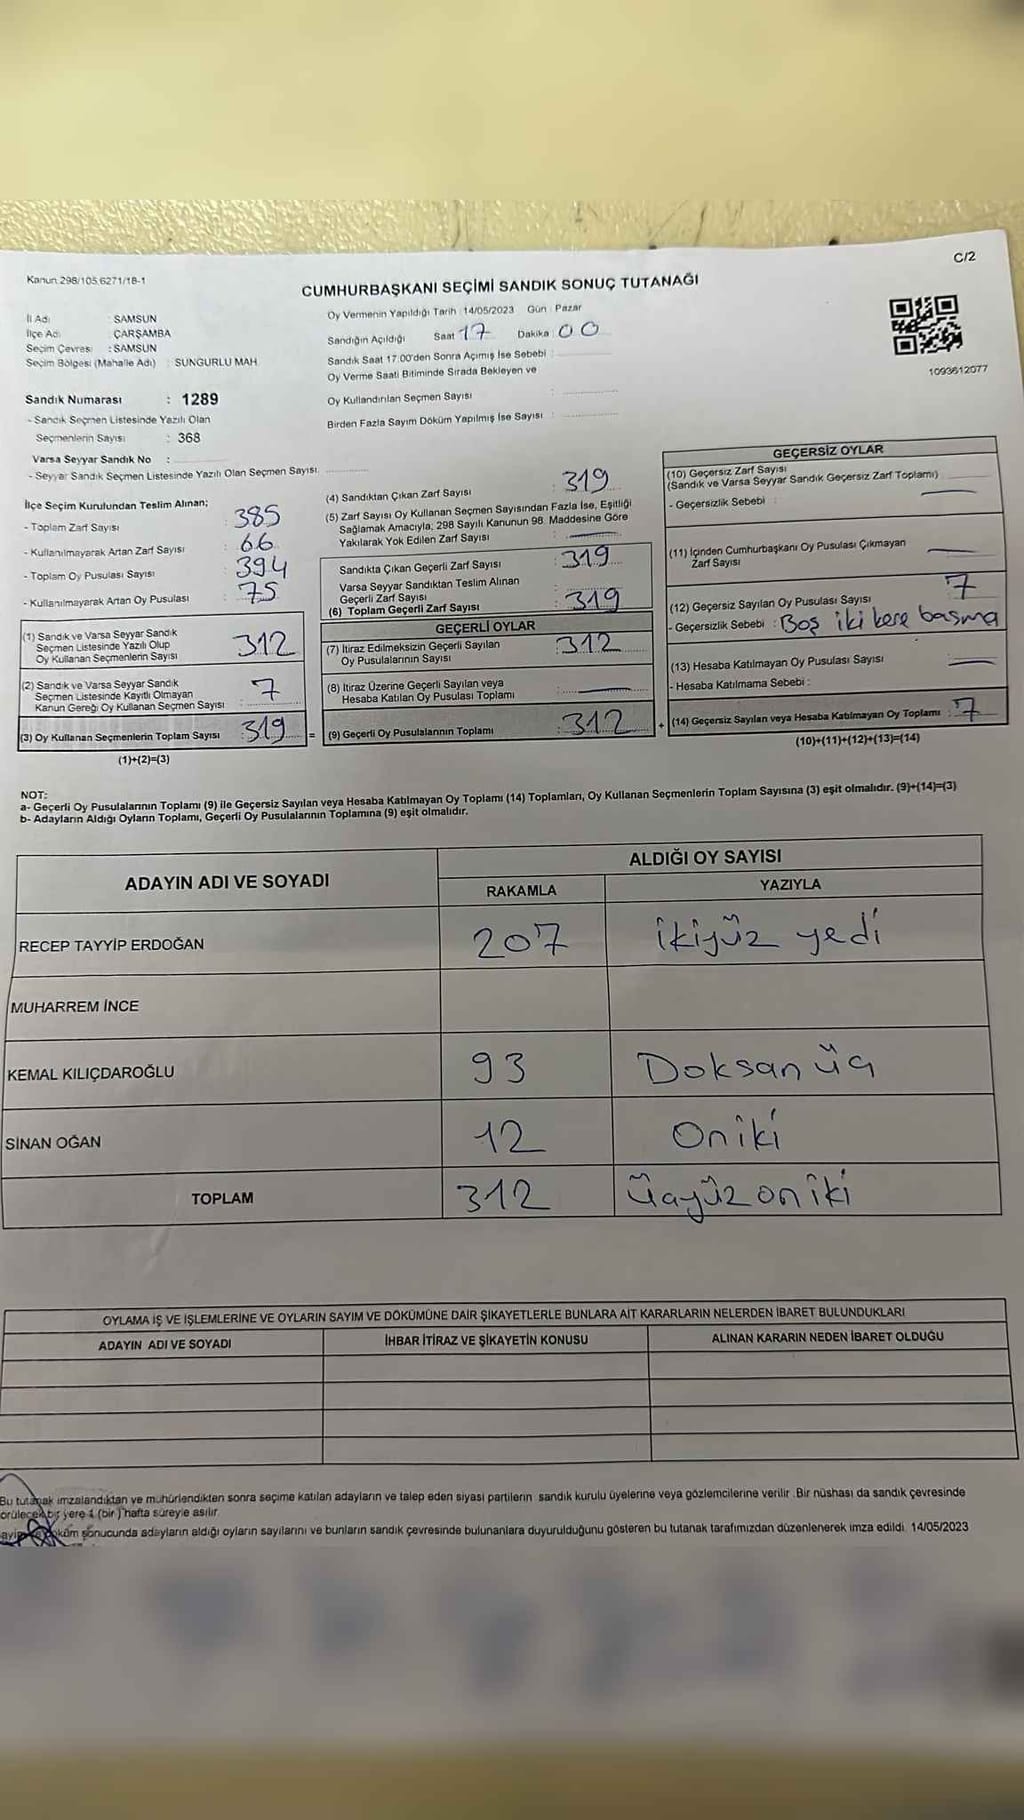 C/2
Kanun 298/105 6271/18-1
CUMHURBAŞKANI SEÇİMİ SANDIK SONUÇ TUTANAĞI
İl Adı : SAMSUN
İlçe Adı : ÇARŞAMBA
Seçim Çevresi : SAMSUN
Seçim Bölgesi (Mahalle Adı) : SUNGURLU MAH.
Oy Vermenin Yapıldığı Tarih : 14/05/2023 Gün : Pazar
Sandığın Açıldığı Saat 17 Dakika 00
Sandık Saat 17:00'den Sonra Açımış İse Sebebi :
Oy Verme Saati Bitiminde Sırada Bekleyen ve
Oy Kullandırılan Seçmen Sayısı :
Birden Fazla Sayım Döküm Yapılmış İse Sayısı :
1093612077
Sandık Numarası : 1289
- Sandık Seçmen Listesinde Yazılı Olan
Seçmenlerin Sayısı : 368
Varsa Seyyar Sandık No :
- Seyyar Sandık Seçmen Listesinde Yazılı Olan Seçmen Sayısı.
İlçe Seçim Kurulundan Teslim Alınan;
- Toplam Zarf Sayısı : 385
- Kullanılmayarak Artan Zarf Sayısı : 66
- Toplam Oy Pusulası Sayısı : 394
- Kullanılmayarak Artan Oy Pusulası : 75
(1) Sandık ve Varsa Seyyar Sandık
Seçmen Listesinde Yazılı Olup
Oy Kullanan Seçmenlerin Sayısı 312
(2) Sandık ve Varsa Seyyar Sandık
Seçmen Listesinde Kayıtlı Olmayan
Kanun Gereği Oy Kullanan Seçmen Sayısı : 7
(3) Oy Kullanan Seçmenlerin Toplam Sayısı : 319 =
(1)+(2)=(3)
(4) Sandıktan Çıkan Zarf Sayısı : 319
(5) Zarf Sayısı Oy Kullanan Seçmen Sayısından Fazla İse, Eşitliği
Sağlamak Amacıyla; 298 Sayılı Kanunun 98. Maddesine Göre
Yakılarak Yok Edilen Zarf Sayısı :
Sandıkta Çıkan Geçerli Zarf Sayısı : 319
Varsa Seyyar Sandıktan Teslim Alınan
Geçerli Zarf Sayısı :
(6) Toplam Geçerli Zarf Sayısı : 319
GEÇERLİ OYLAR
(7) İtiraz Edilmeksizin Geçerli Sayılan
Oy Pusulalarının Sayısı : 312
(8) İtiraz Üzerine Geçerli Sayılan veya
Hesaba Katılan Oy Pusulası Toplamı :
(9) Geçerli Oy Pusulalarının Toplamı : 312 +
GEÇERSİZ OYLAR
(10) Geçersiz Zarf Sayısı
(Sandık ve Varsa Seyyar Sandık Geçersiz Zarf Toplamı)
- Geçersizlik Sebebi :
(11) İçinden Cumhurbaşkanı Oy Pusulası Çıkmayan
Zarf Sayısı
(12) Geçersiz Sayılan Oy Pusulası Sayısı : 7
- Geçersizlik Sebebi : Boş iki kere basma
(13) Hesaba Katılmayan Oy Pusulası Sayısı
- Hesaba Katılmama Sebebi :
(14) Geçersiz Sayılan veya Hesaba Katılmayan Oy Toplamı : 7
(10)+(11)+(12)+(13)=(14)
NOT:
a- Geçerli Oy Pusulalarının Toplamı (9) ile Geçersiz Sayılan veya Hesaba Katılmayan Oy Toplamı (14) Toplamları, Oy Kullanan Seçmenlerin Toplam Sayısına (3) eşit olmalıdır. (9)+(14)=(3)
b- Adayların Aldığı Oyların Toplamı, Geçerli Oy Pusulalarının Toplamına (9) eşit olmalıdır.
ADAYIN ADI VE SOYADI
ALDIĞI OY SAYISI
RAKAMLA YAZIYLA
RECEP TAYYİP ERDOĞAN 207 ikiyüz yedi
MUHARREM İNCE
KEMAL KILIÇDAROĞLU 93 Doksan üç
SİNAN OĞAN 12 Oniki
TOPLAM 312 üçyüz oniki
OYLAMA İŞ VE İŞLEMLERİNE VE OYLARIN SAYIM VE DÖKÜMÜNE DAİR ŞİKAYETLERLE BUNLARA AİT KARARLARIN NELERDEN İBARET BULUNDUKLARI
ADAYIN ADI VE SOYADI İHBAR İTİRAZ VE ŞİKAYETİN KONUSU ALINAN KARARIN NEDEN İBARET OLDUĞU
Bu tutanak imzalandıktan ve mühürlendikten sonra seçime katılan adayların ve talep eden siyasi partilerin sandık kurulu üyelerine veya gözlemcilerine verilir. Bir nüshası da sandık çevresinde
görülecek bir yere 1 (bir) hafta süreyle asılır.
sonucunda adayların aldığı oyların sayılarını ve bunların sandık çevresinde bulunanlara duyurulduğunu gösteren bu tutanak tarafımızdan düzenlenerek imza edildi. 14/05/2023